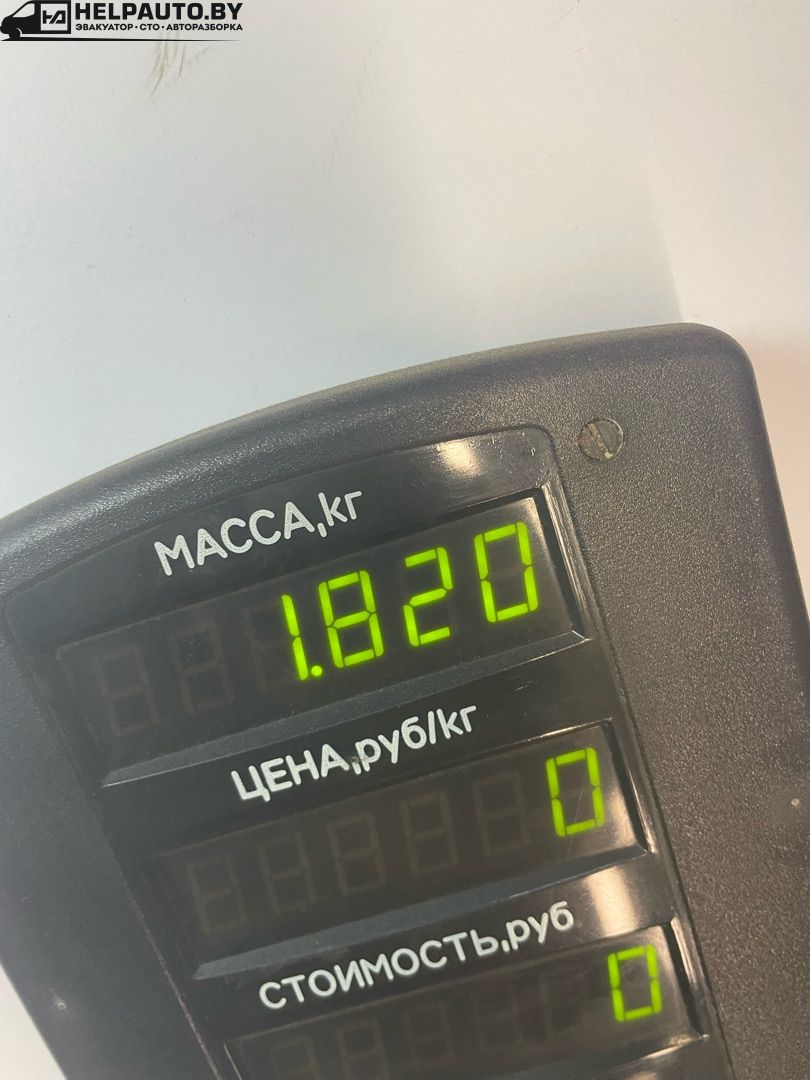 HELPAUTO.BY
ЭВАКУАТОР • СТО • АВТОРАЗБОРКА
МАССА,кг
1.820
ЦЕНА,руб/кг
0
СТОИМОСТЬ,руб
0